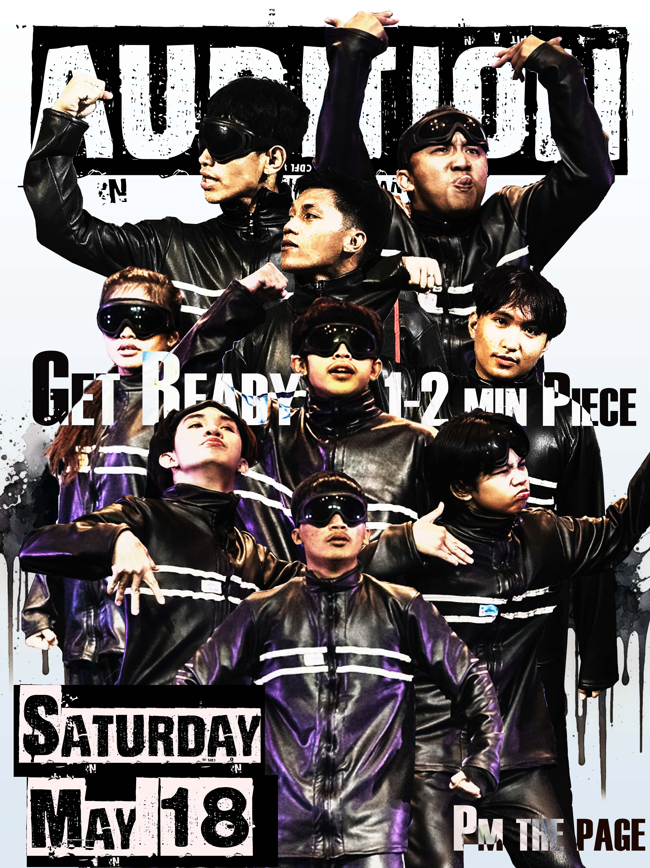 AUDITION
GET READY 1-2 MIN PIECE
SATURDAY
MAY 18
PM THE PAGE